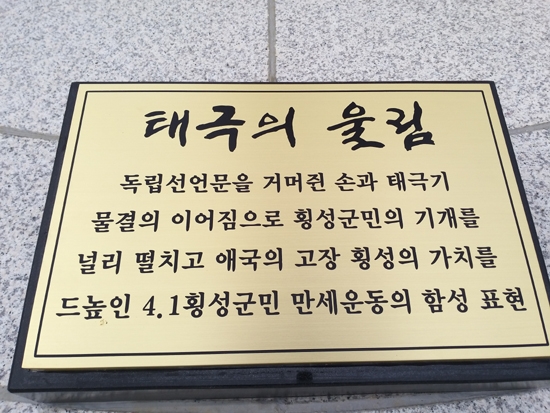 태극의 울림
독립선언문을 거머쥔 손과 태극기
물결의 이어짐으로 횡성군민의 기개를
널리 떨치고 애국의 고장 횡성의 가치를
드높인 4.1횡성군민 만세운동의 함성 표현